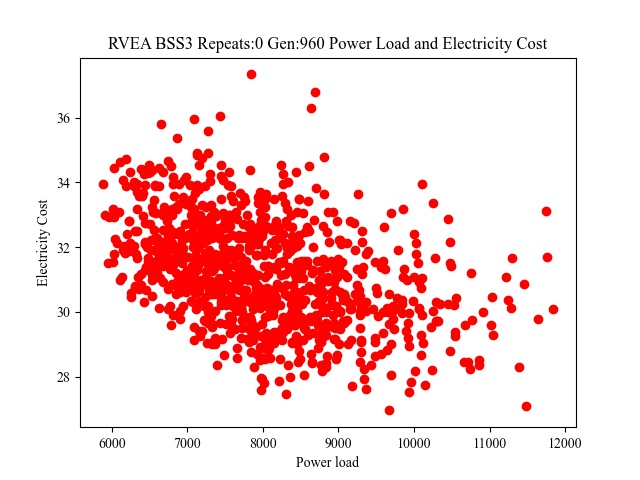 RVEA BSS3 Repeats:0 Gen:960 Power Load and Electricity Cost
Electricity Cost
36
34
32
30
28
6000 7000 8000 9000 10000 11000 12000
Power load